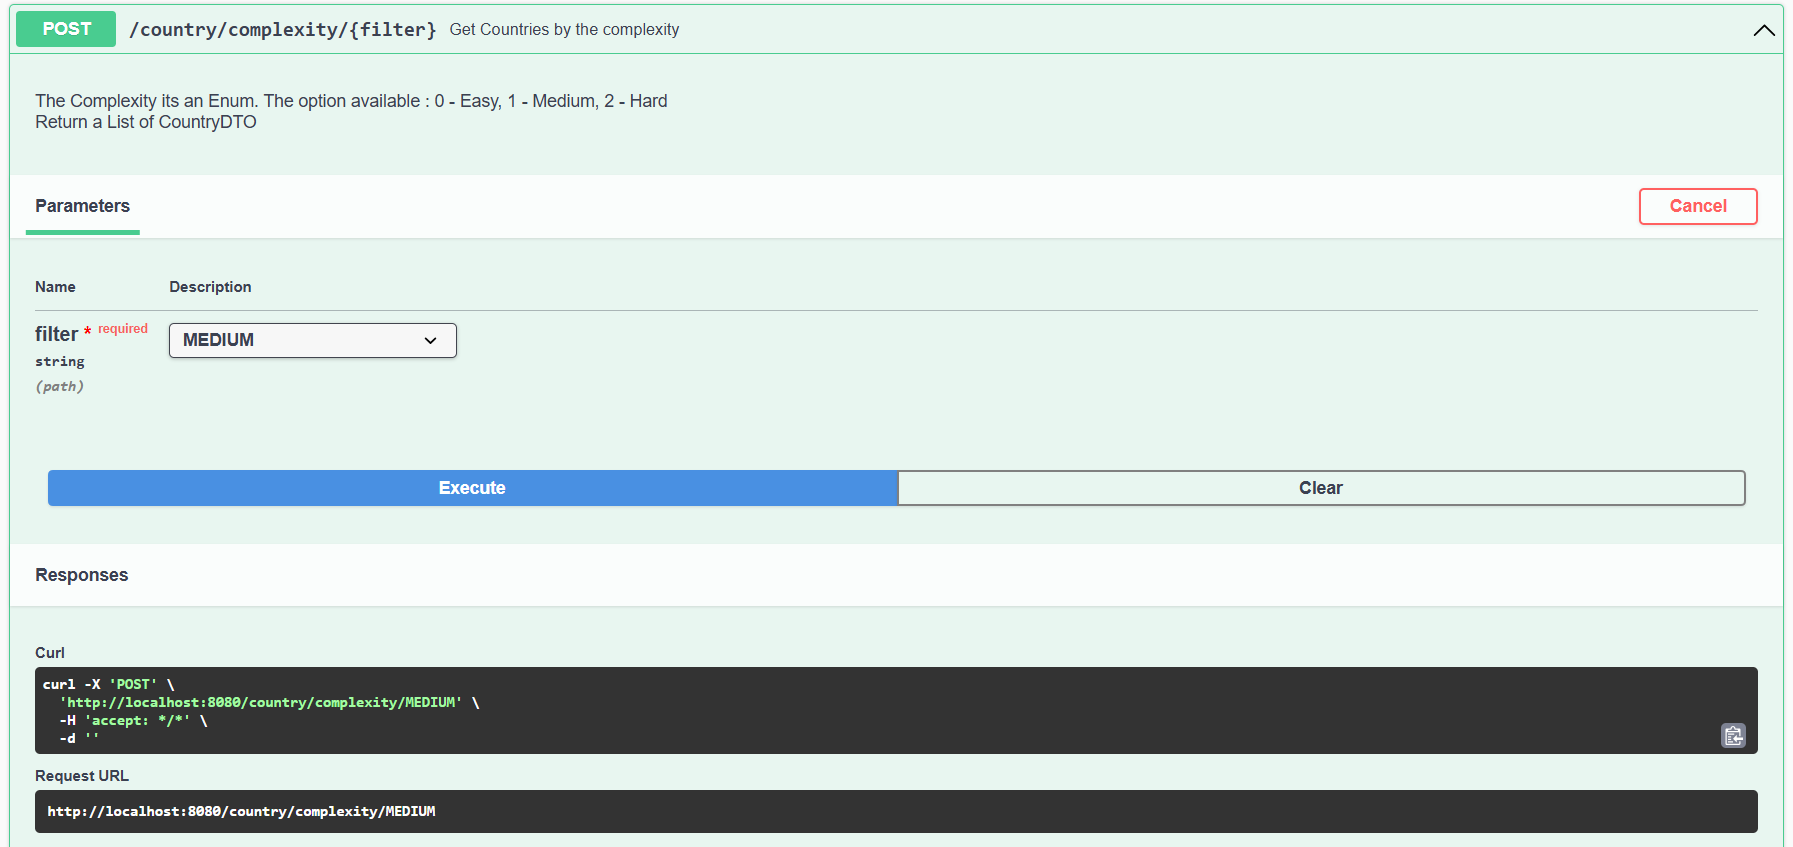 POST /country/complexity/{filter} Get Countries by the complexity
The Complexity its an Enum. The option available : 0 - Easy, 1 - Medium, 2 - Hard
Return a List of CountryDTO
Parameters
Cancel
Name Description
filter * required
MEDIUM
string
(path)
Execute
Clear
Responses
Curl
curl -X 'POST' \
'http://localhost:8080/country/complexity/MEDIUM' \
-H 'accept: */*' \
-d ''
Request URL
http://localhost:8080/country/complexity/MEDIUM